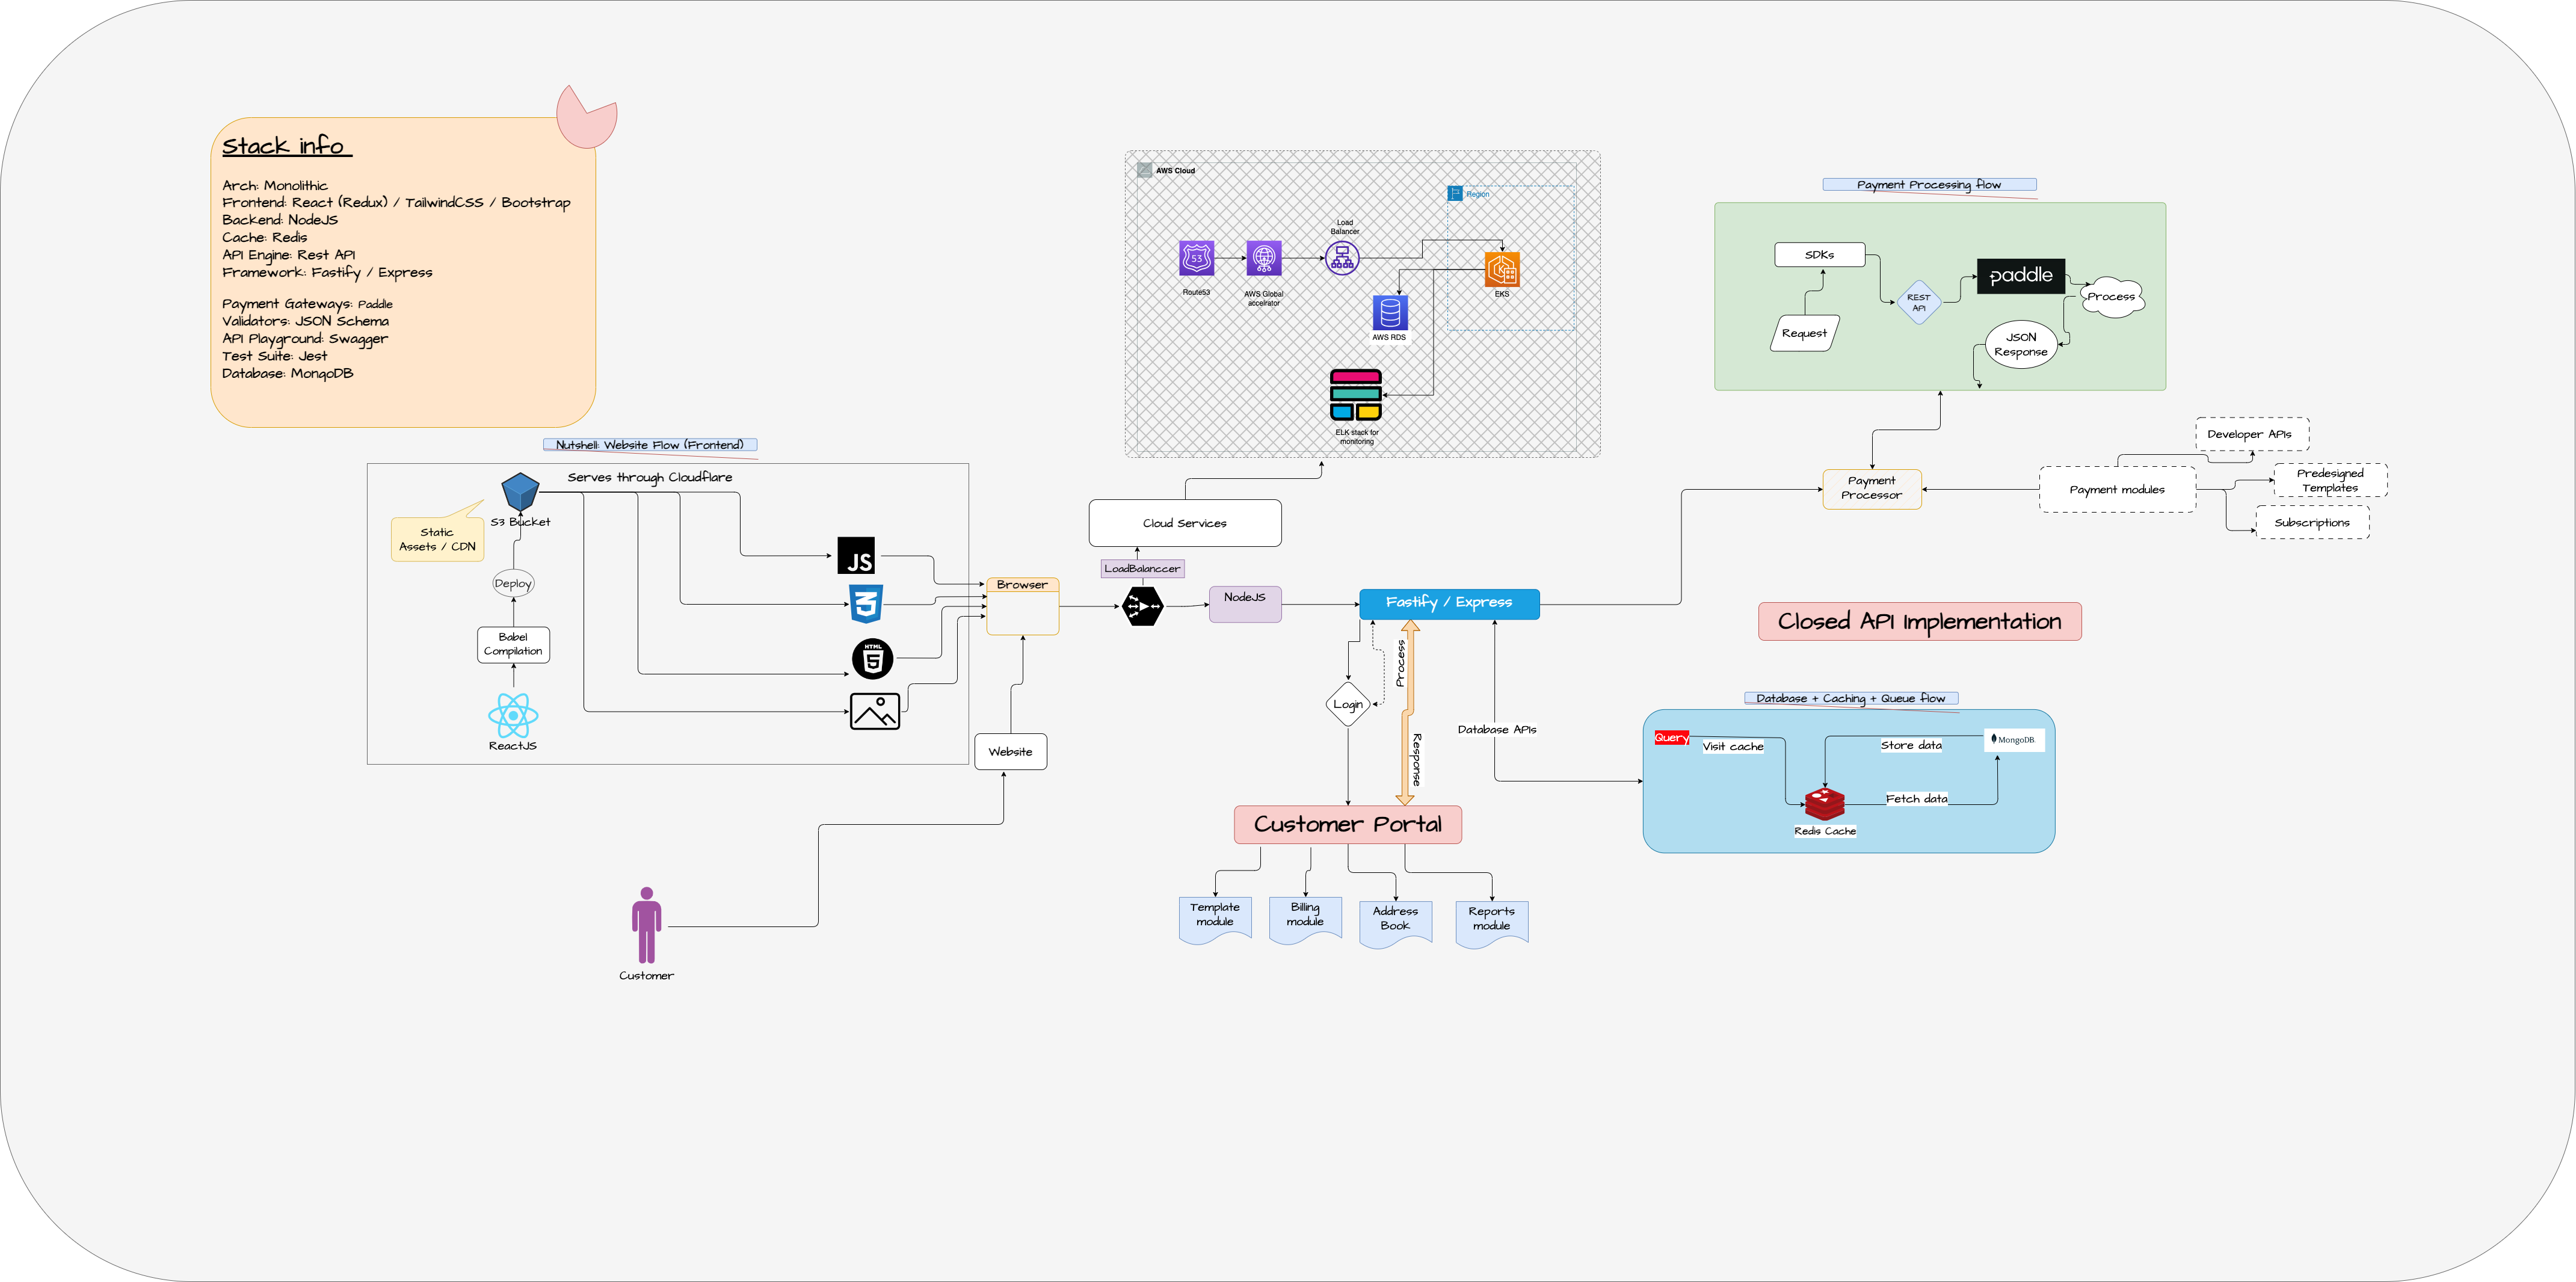 Stack info
Arch: Monolithic
Frontend: React (Redux) / TailwindCSS / Bootstrap
Backend: NodeJS
Cache: Redis
API Engine: Rest API
Framework: Fastify / Express
Payment Gateways: Paddle
Validators: JSON Schema
API Playground: Swagger
Test Suite: Jest
Database: MongoDB
Nutshell: Website Flow (Frontend)
Serves through Cloudflare
S3 Bucket
Static
Assets / CDN
Deploy
Babel
Compilation
ReactJS
JS
3
HTML
5
Browser
Website
Customer
AWS Cloud
Region
Load
Balancer
53
Route53
AWS Global
accelrator
K
EKS
AWS RDS
ELK stack for
monitoring
Cloud Services
LoadBalanccer
NodeJS
Fastify / Express
Login
Process
Response
Database APIs
Customer Portal
Template
module
Billing
module
Address
Book
Reports
module
Payment Processing flow
SDKs
Request
REST
API
paddle
Process
JSON
Response
Payment
Processor
Payment modules
Developer APIs
Predesigned
Templates
Subscriptions
Closed API Implementation
Database + Caching + Queue flow
Query
Visit cache
Store data
MongoDB.
Fetch data
Redis Cache